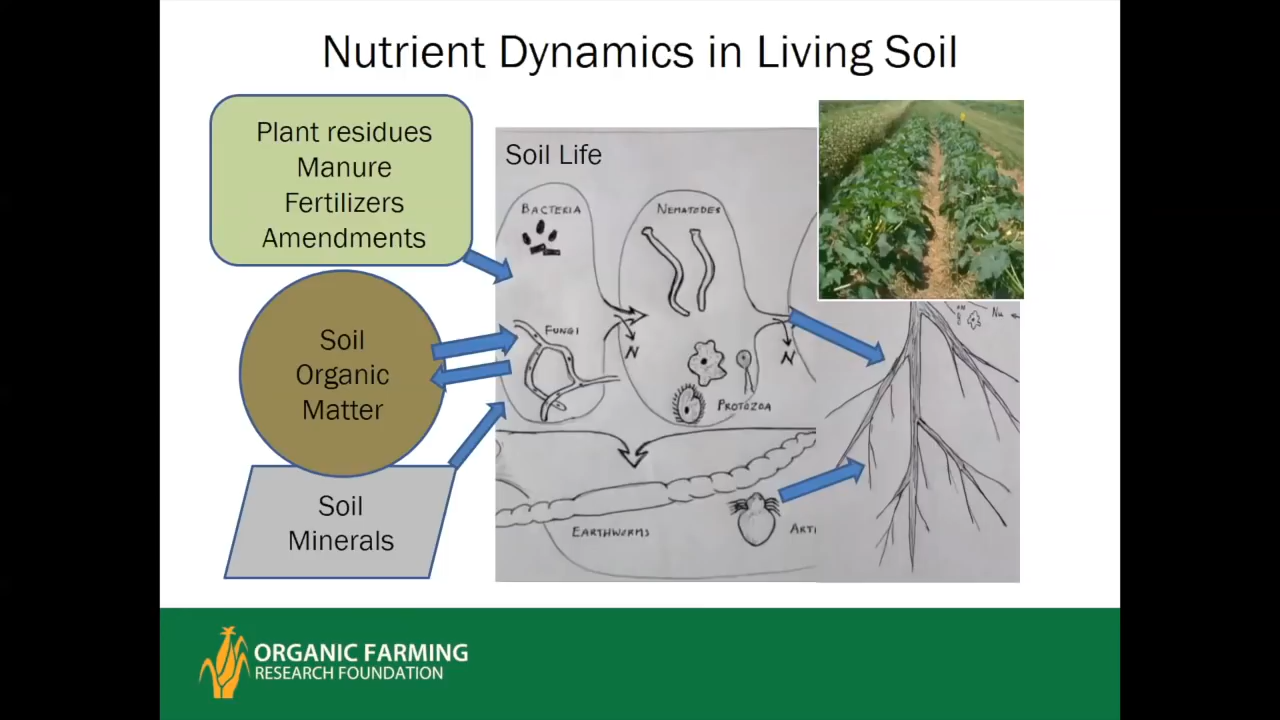 Nutrient Dynamics in Living Soil
Plant residues
Manure
Fertilizers
Amendments
Soil
Organic
Matter
Soil
Minerals
Soil Life
BACTERIA
NEMATODES
FUNGI
N
N
PROTOZOA
EARTHWORMS
ORGANIC FARMING
RESEARCH FOUNDATION